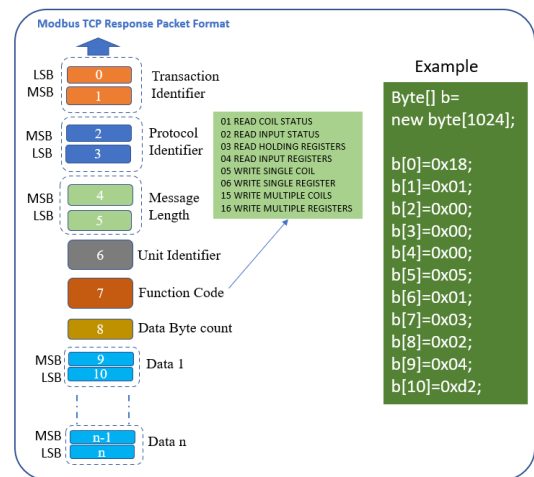 Modbus TCP Response Packet Format
LSB
0
MSB
1
Transaction
Identifier
MSB
2
LSB
3
Protocol
Identifier
MSB
4
LSB
5
Message
Length
6
Unit Identifier
7
Function Code
8
Data Byte count
MSB
9
LSB
10
Data 1
MSB
n-1
LSB
n
Data n
01 READ COIL STATUS
02 READ INPUT STATUS
03 READ HOLDING REGISTERS
04 READ INPUT REGISTERS
05 WRITE SINGLE COIL
06 WRITE SINGLE REGISTER
15 WRITE MULTIPLE COILS
16 WRITE MULTIPLE REGISTERS
Example
Byte[] b=
new byte[1024];
b[0]=0x18;
b[1]=0x01;
b[2]=0x00;
b[3]=0x00;
b[4]=0x00;
b[5]=0x05;
b[6]=0x01;
b[7]=0x03;
b[8]=0x02;
b[9]=0x04;
b[10]=0xd2;